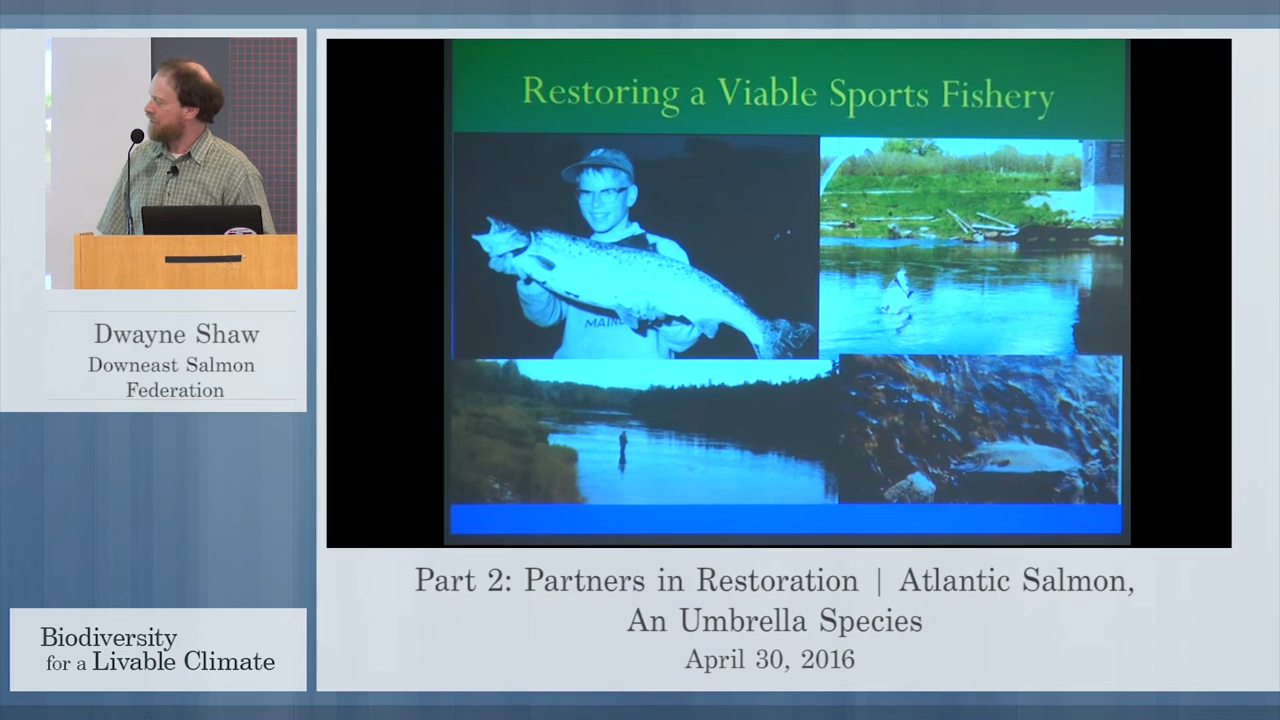 Restoring a Viable Sports Fishery
MAIN
Dwayne Shaw
Downeast Salmon
Federation
Part 2: Partners in Restoration | Atlantic Salmon,
An Umbrella Species
April 30, 2016
Biodiversity
for a Livable Climate